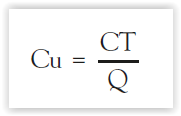 Cu = CT / Q